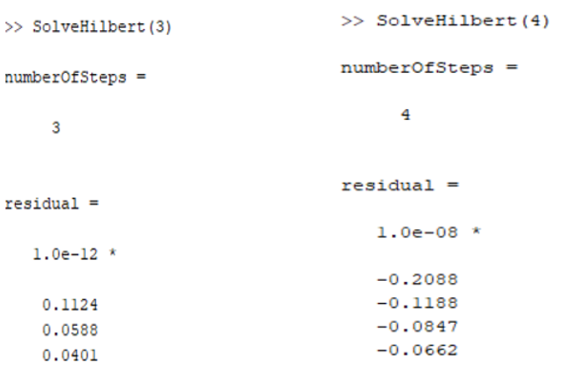 >> SolveHilbert(3)
numberOfSteps =
3
residual =
1.0e-12 *
0.1124
0.0588
0.0401
>> SolveHilbert(4)
numberOfSteps =
4
residual =
1.0e-08 *
-0.2088
-0.1188
-0.0847
-0.0662